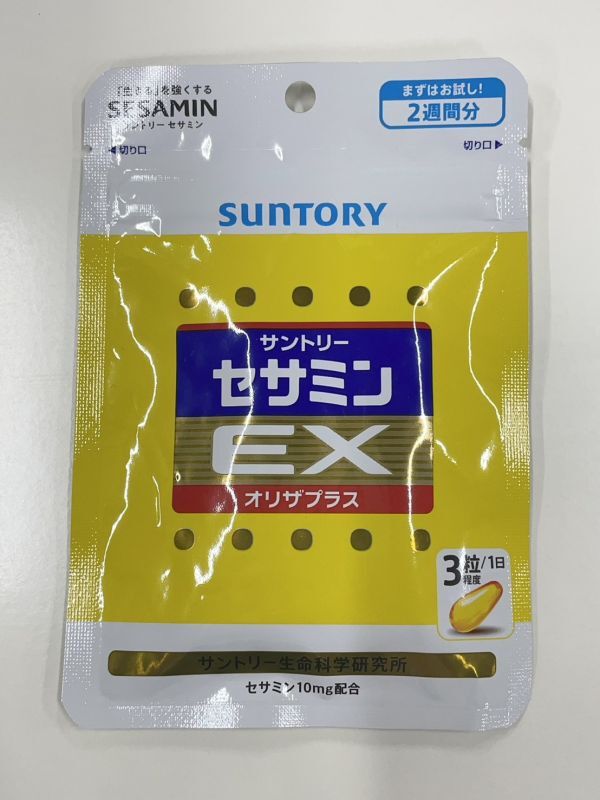 「生きる」を強くする
SESAMIN
サントリー セサミン
まずはお試し!
2週間分
◀切り口
切り口▶
SUNTORY
サントリー
セサミン
EX
オリザプラス
3粒/1日
程度
サントリー生命科学研究所
セサミン10mg配合